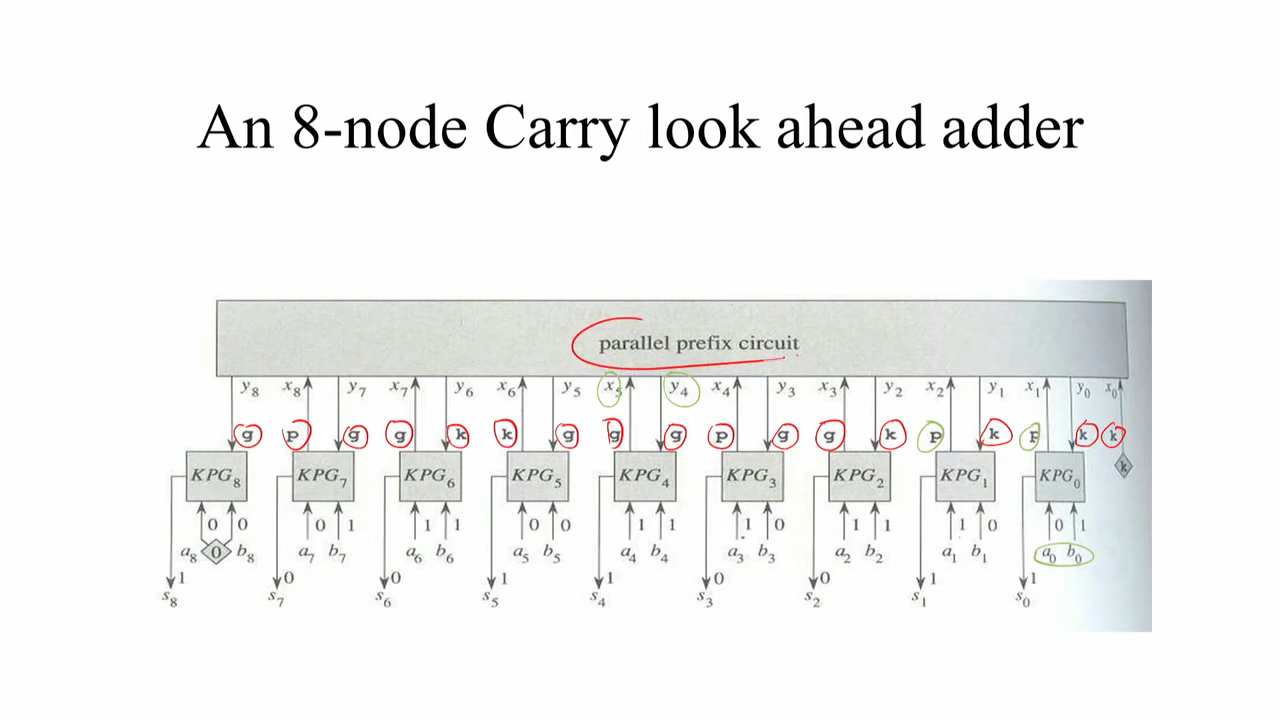 An 8-node Carry look ahead adder
parallel prefix circuit
y8 x8 y7 x7 y6 x6 y5 x5 y4 x4 y3 x3 y2 x2 y1 x1 y0 x0
g p g g k k g g g p g g k p k p k k
KPG8 KPG7 KPG6 KPG5 KPG4 KPG3 KPG2 KPG1 KPG0 k
0 0 0 1 1 1 0 0 1 1 1 0 1 1 1 0 0 1
a8 0 b8 a7 b7 a6 b6 a5 b5 a4 b4 a3 b3 a2 b2 a1 b1 a0 b0
1 0 0 1 1 0 0 1 1
s8 s7 s6 s5 s4 s3 s2 s1 s0